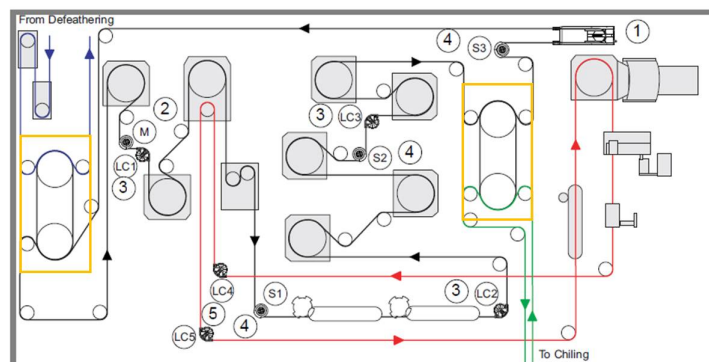 From Defeathering
4
S3
1
2
3
LC3
M
LC1
3
S2
4
LC4
S1
3
LC2
5
4
LC5
To Chiling